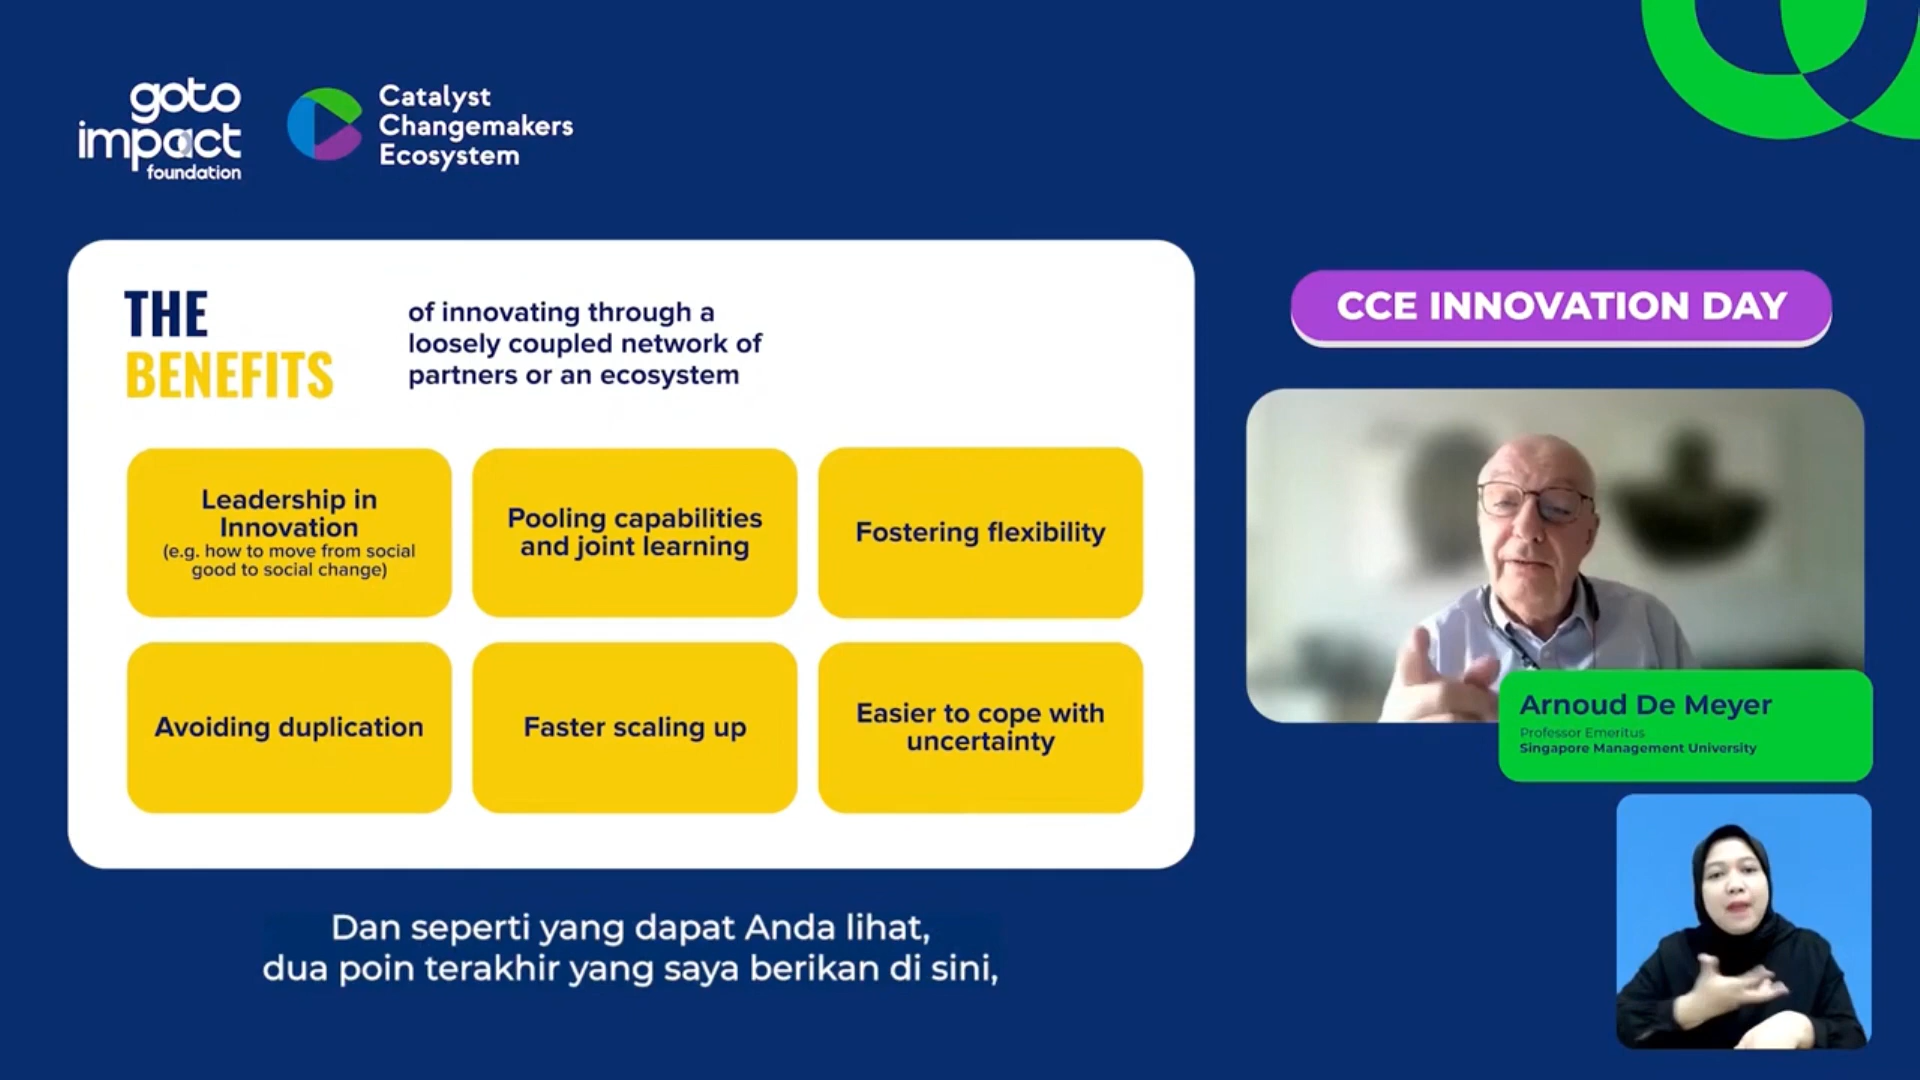 goto
impact
foundation
Catalyst
Changemakers
Ecosystem
THE
BENEFITS
of innovating through a
loosely coupled network of
partners or an ecosystem
Leadership in
Innovation
(e.g. how to move from social
good to social change)
Pooling capabilities
and joint learning
Fostering flexibility
Avoiding duplication
Faster scaling up
Easier to cope with
uncertainty
CCE INNOVATION DAY
Arnoud De Meyer
Professor Emeritus
Singapore Management University
Dan seperti yang dapat Anda lihat,
dua poin terakhir yang saya berikan di sini,